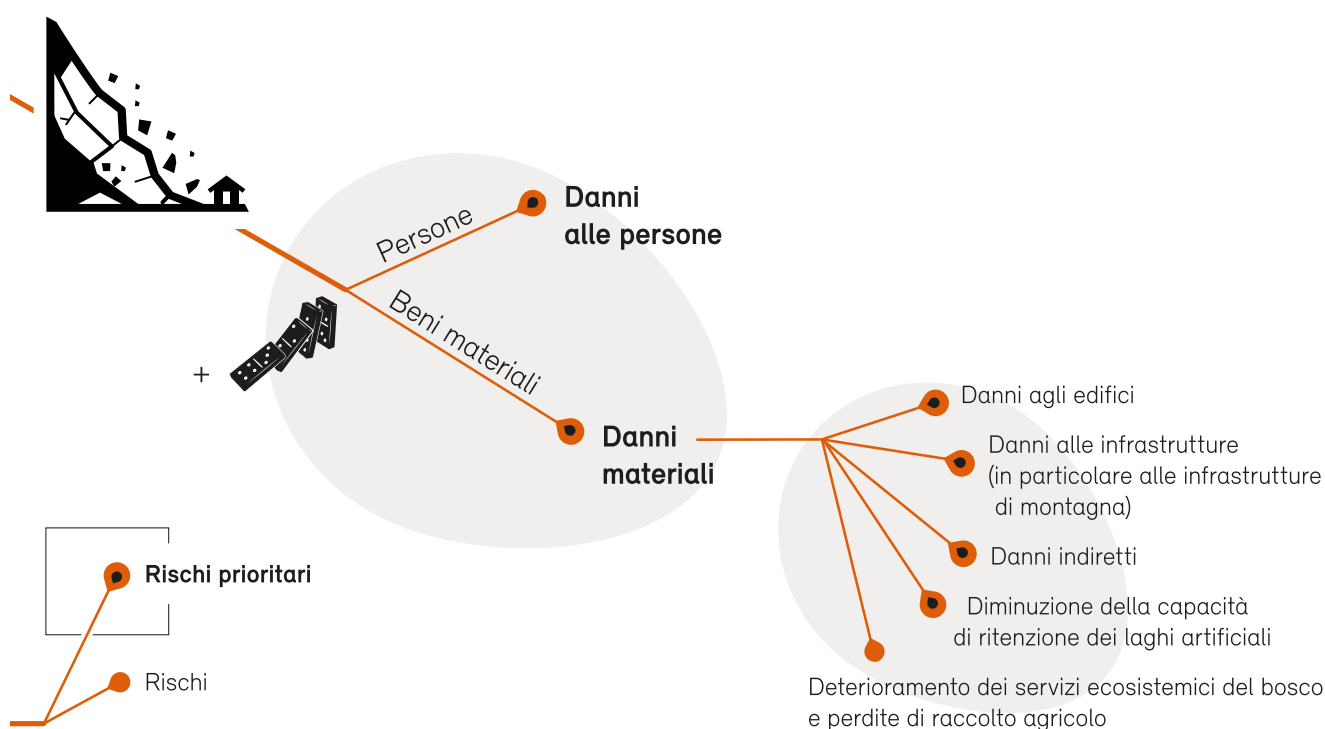 Persone
Danni
alle persone
Beni materiali
+
Danni
materiali
Danni agli edifici
Danni alle infrastrutture
(in particolare alle infrastrutture
di montagna)
Danni indiretti
Diminuzione della capacità
di ritenzione dei laghi artificiali
Deterioramento dei servizi ecosistemici del bosco
e perdite di raccolto agricolo
Rischi prioritari
Rischi